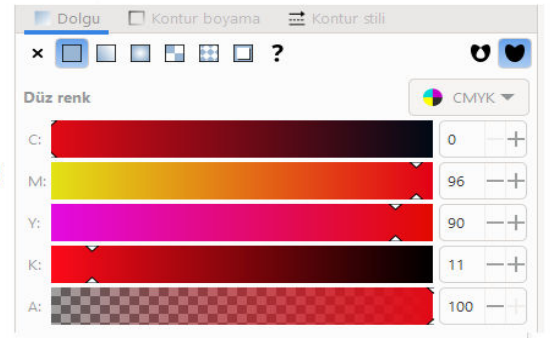 Dolgu Kontur boyama Kontur stili
× ?
Düz renk CMYK
C: 0
M: 96
Y: 90
K: 11
A: 100